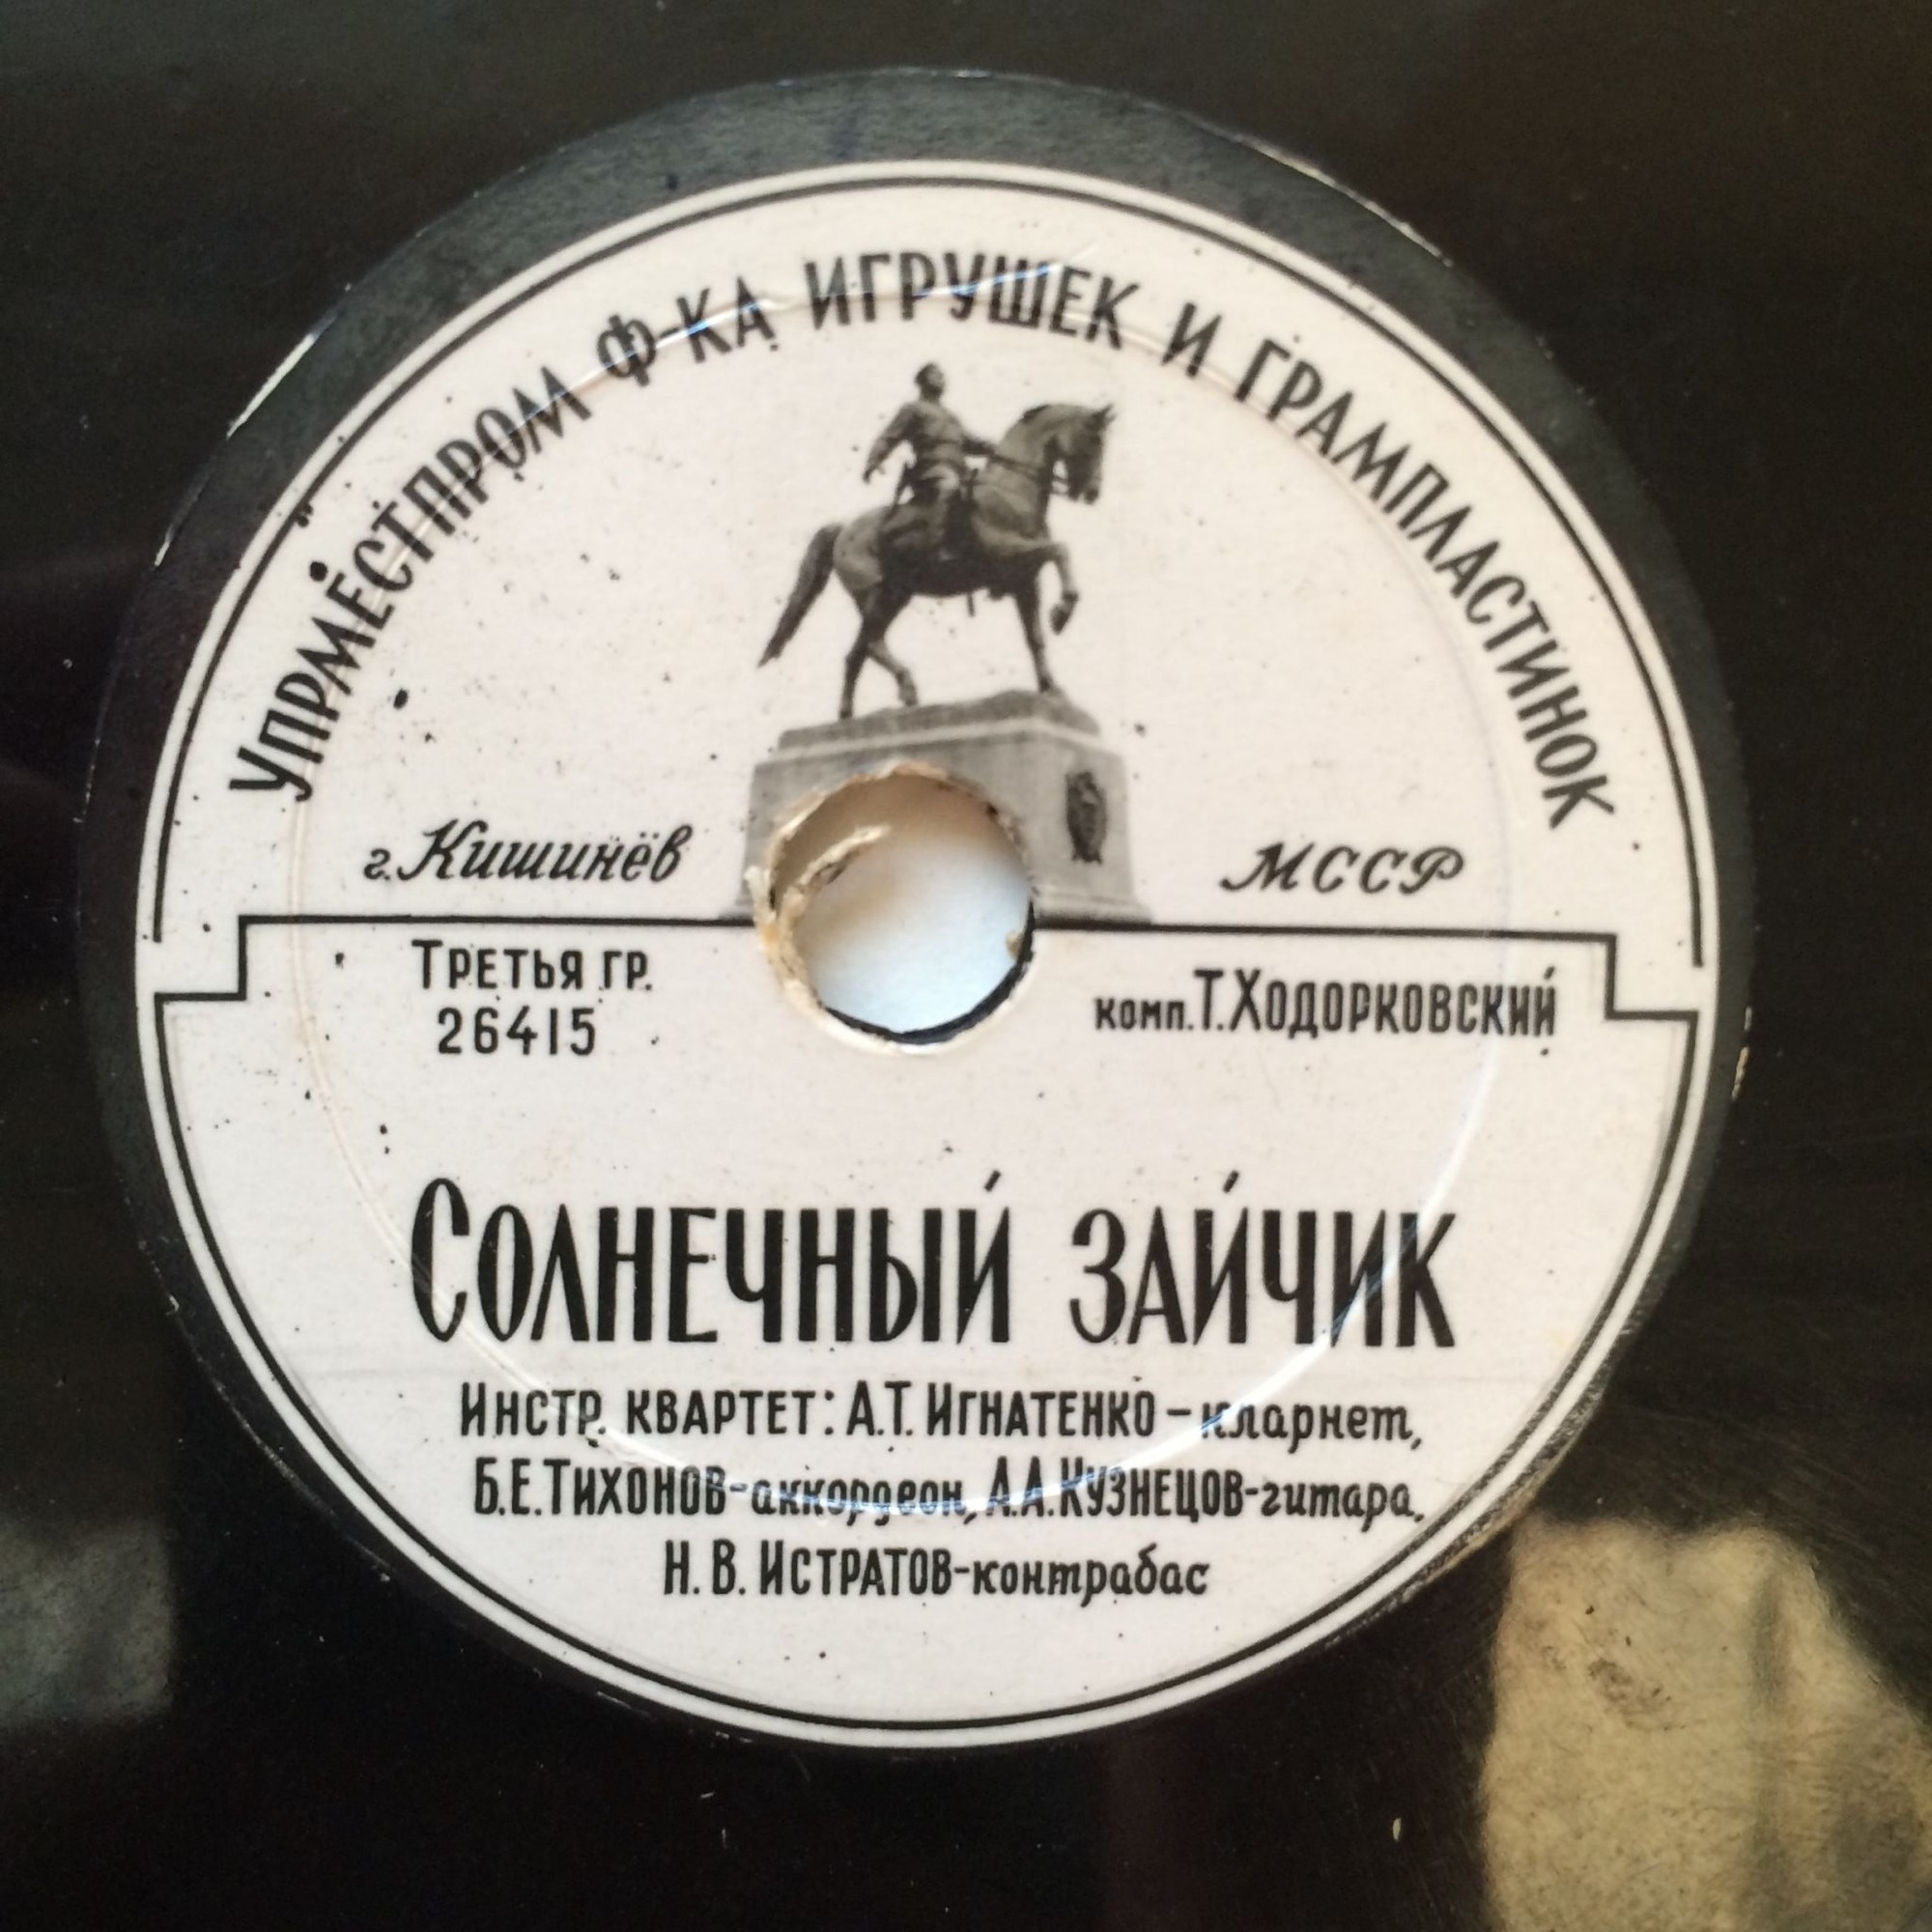 УПРМЕСТПРОМ Ф-КА ИГРУШЕК И ГРАМПЛАСТИНОК
г. Кишинёв
МССР
ТРЕТЬЯ ГР.
26415
комп. Т. ХОДОРКОВСКИЙ
СОЛНЕЧНЫЙ ЗАЙЧИК
ИНСТР. КВАРТЕТ: А.Т. ИГНАТЕНКО – кларнет,
Б.Е. ТИХОНОВ-аккордеон, А.А. КУЗНЕЦОВ-гитара,
Н. В. ИСТРАТОВ-контрабас